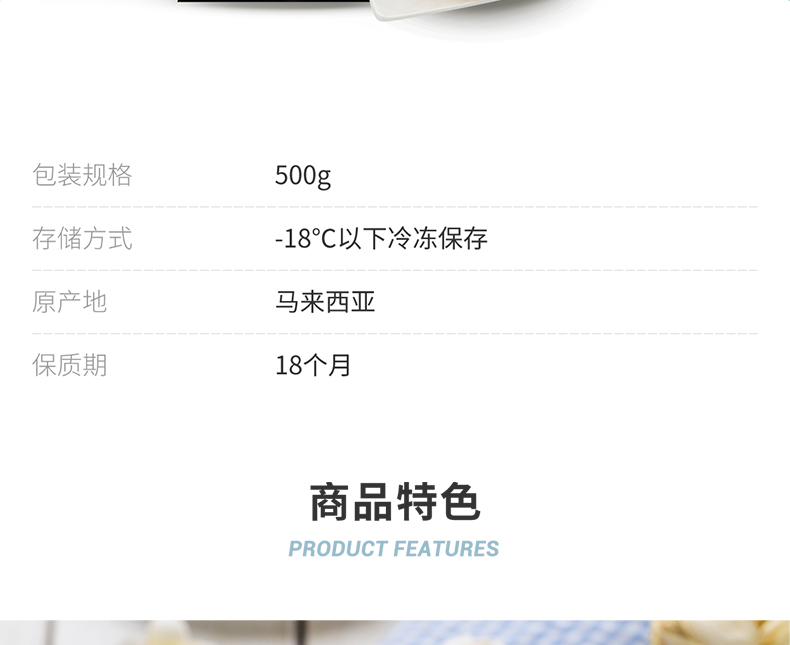 包装规格 500g
存储方式 -18℃以下冷冻保存
原产地 马来西亚
保质期 18个月
商品特色
PRODUCT FEATURES